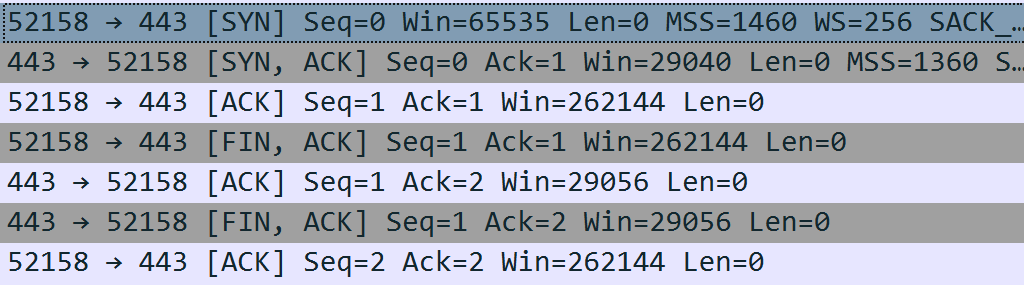 52158 → 443 [SYN] Seq=0 Win=65535 Len=0 MSS=1460 WS=256 SACK_…
443 → 52158 [SYN, ACK] Seq=0 Ack=1 Win=29040 Len=0 MSS=1360 S…
52158 → 443 [ACK] Seq=1 Ack=1 Win=262144 Len=0
52158 → 443 [FIN, ACK] Seq=1 Ack=1 Win=262144 Len=0
443 → 52158 [ACK] Seq=1 Ack=2 Win=29056 Len=0
443 → 52158 [FIN, ACK] Seq=1 Ack=2 Win=29056 Len=0
52158 → 443 [ACK] Seq=2 Ack=2 Win=262144 Len=0